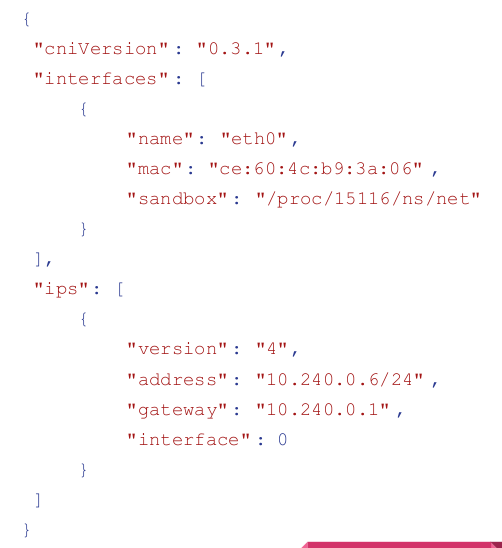 {
"cniVersion": "0.3.1",
"interfaces": [
{
"name": "eth0",
"mac": "ce:60:4c:b9:3a:06" ,
"sandbox": "/proc/15116/ns/net"
}
],
"ips": [
{
"version": "4",
"address": "10.240.0.6/24" ,
"gateway": "10.240.0.1" ,
"interface": 0
}
]
}